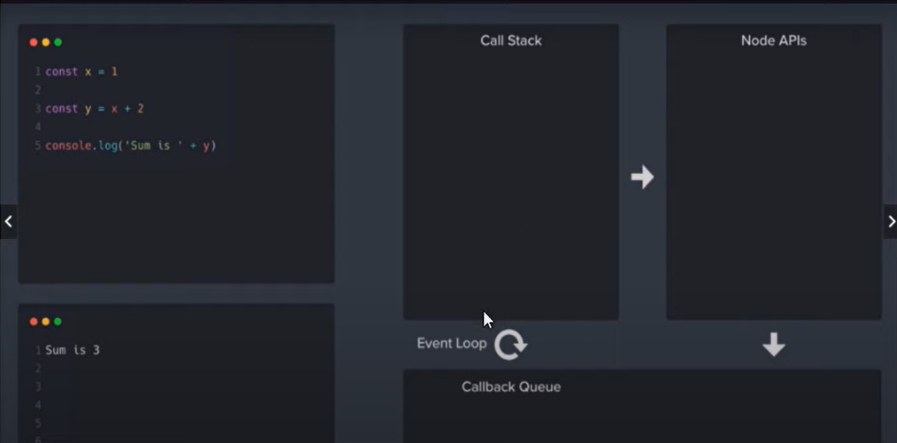 1 const x = 1
2
3 const y = x + 2
4
5 console.log('Sum is ' + y)
Call Stack
Node APIs
1 Sum is 3
2
3
4
5
6
Event Loop
Callback Queue